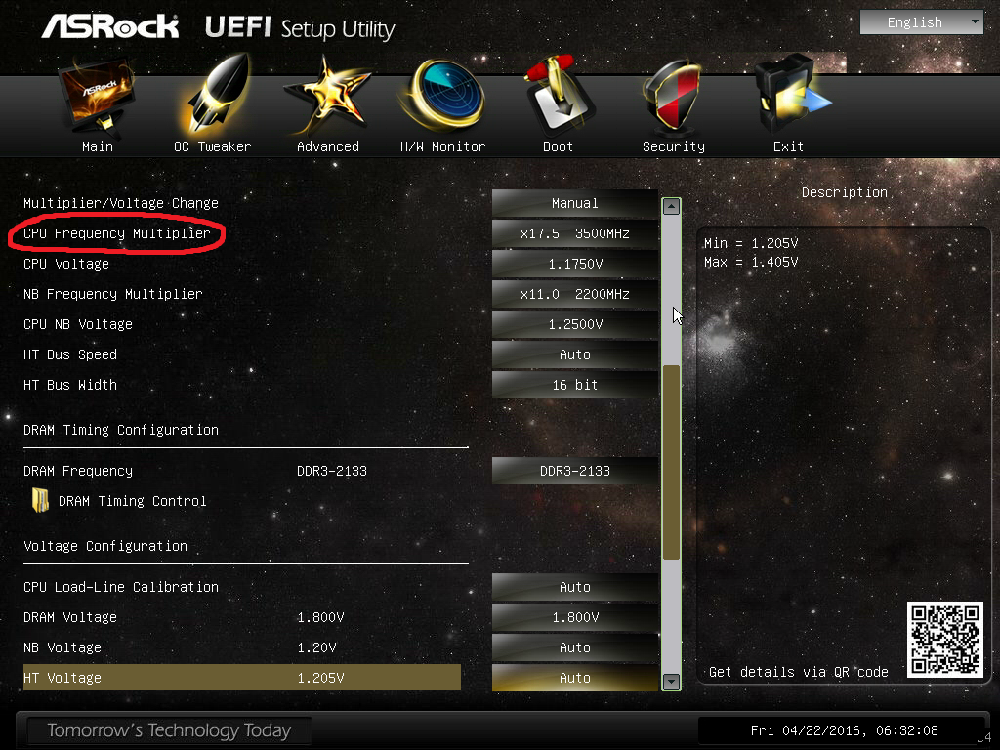 ASRock UEFI Setup Utility
English
Main OC Tweaker Advanced H/W Monitor Boot Security Exit
Multiplier/Voltage Change Manual
CPU Frequency Multiplier x17.5 3500MHz
CPU Voltage 1.1750V
NB Frequency Multiplier x11.0 2200MHz
CPU NB Voltage 1.2500V
HT Bus Speed Auto
HT Bus Width 16 bit
DRAM Timing Configuration
DRAM Frequency DDR3-2133 DDR3-2133
DRAM Timing Control
Voltage Configuration
CPU Load-Line Calibration Auto
DRAM Voltage 1.800V 1.800V
NB Voltage 1.20V Auto
HT Voltage 1.205V Auto
Description
Min = 1.205V
Max = 1.405V
Get details via QR code
Tomorrow's Technology Today
Fri 04/22/2016, 06:32:08